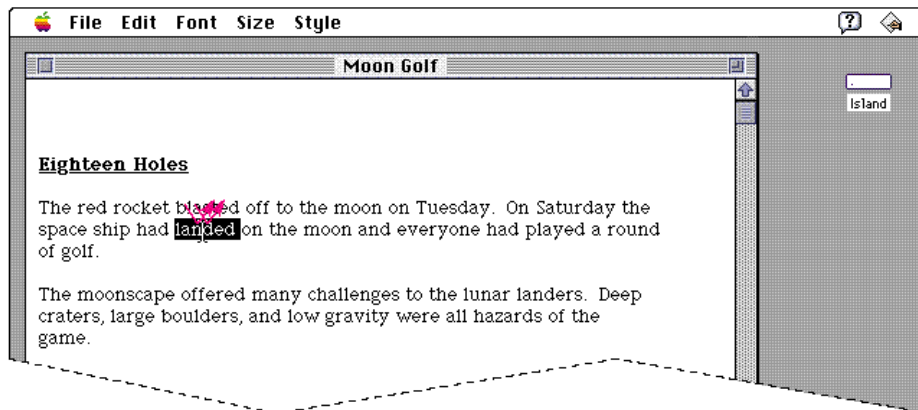 File Edit Font Size Style
Moon Golf
Island
Eighteen Holes
The red rocket blasted off to the moon on Tuesday. On Saturday the
space ship had landed on the moon and everyone had played a round
of golf.
The moonscape offered many challenges to the lunar landers. Deep
craters, large boulders, and low gravity were all hazards of the
game.